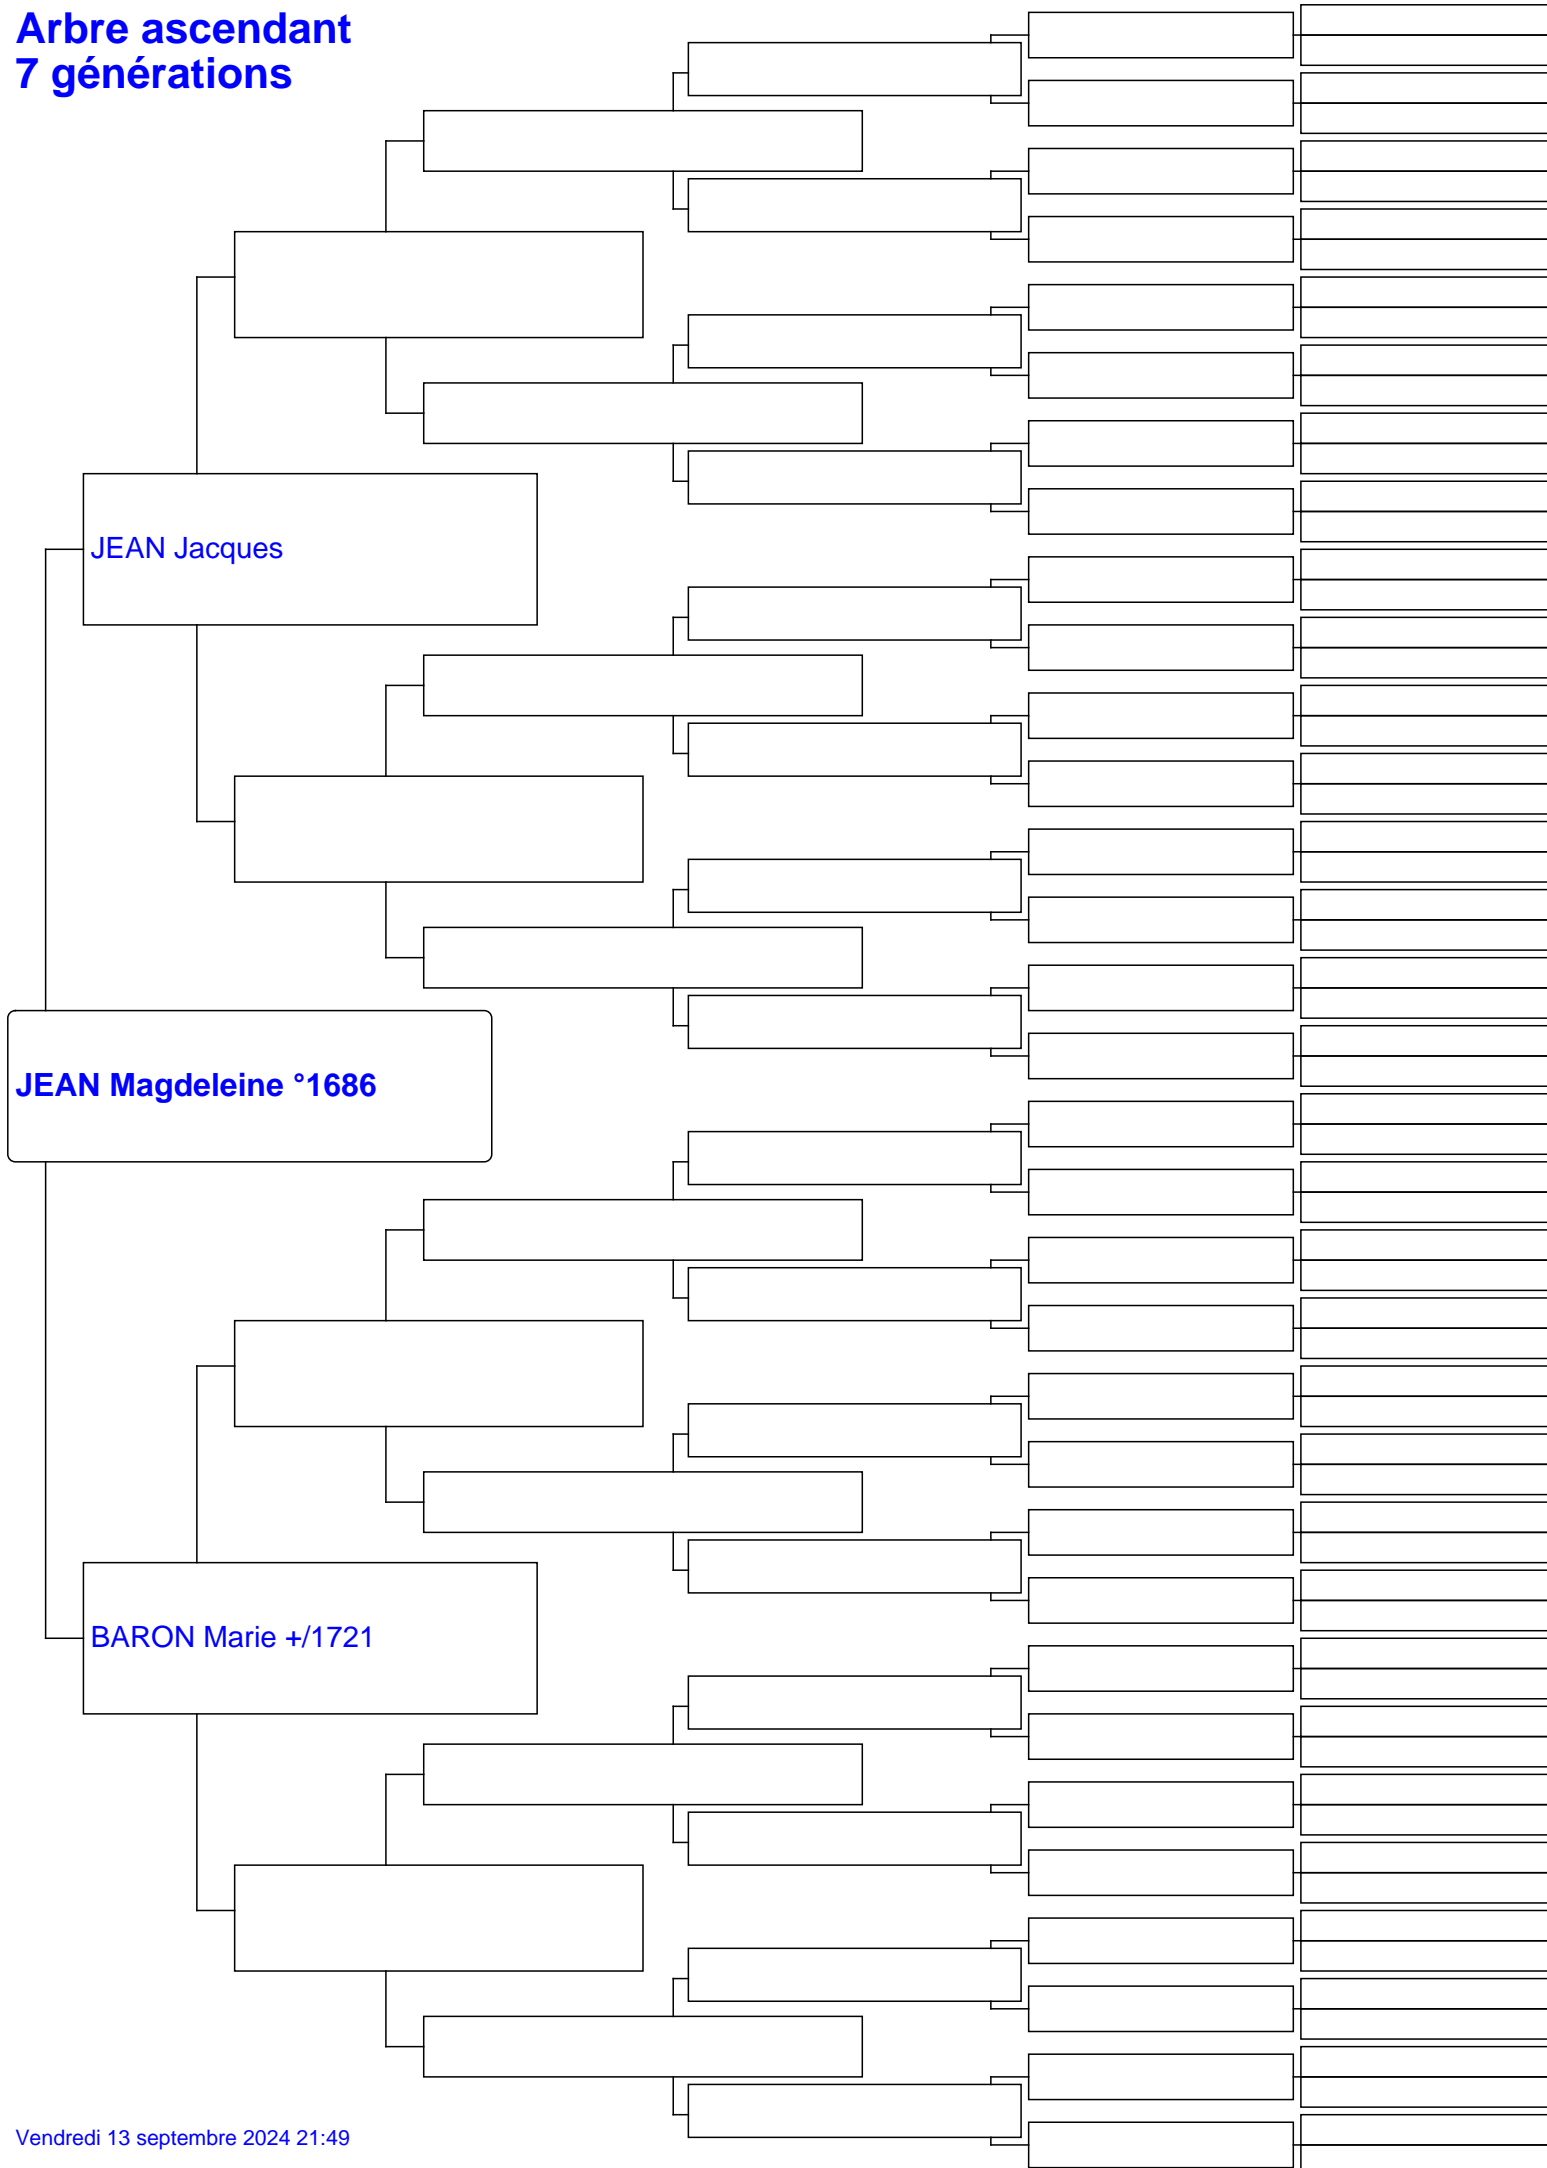 Arbre ascendant
7 générations
JEAN Jacques
JEAN Magdeleine °1686
BARON Marie +/1721
Vendredi 13 septembre 2024 21:49